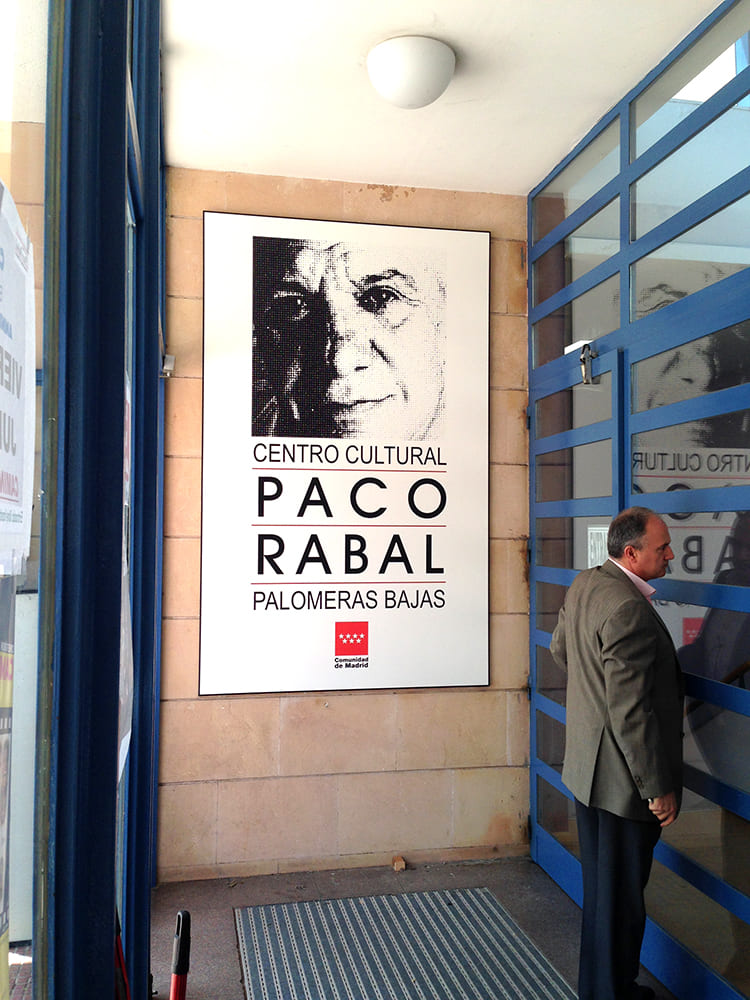 CENTRO CULTURAL
PACO
RABAL
PALOMERAS BAJAS
Comunidad
de Madrid